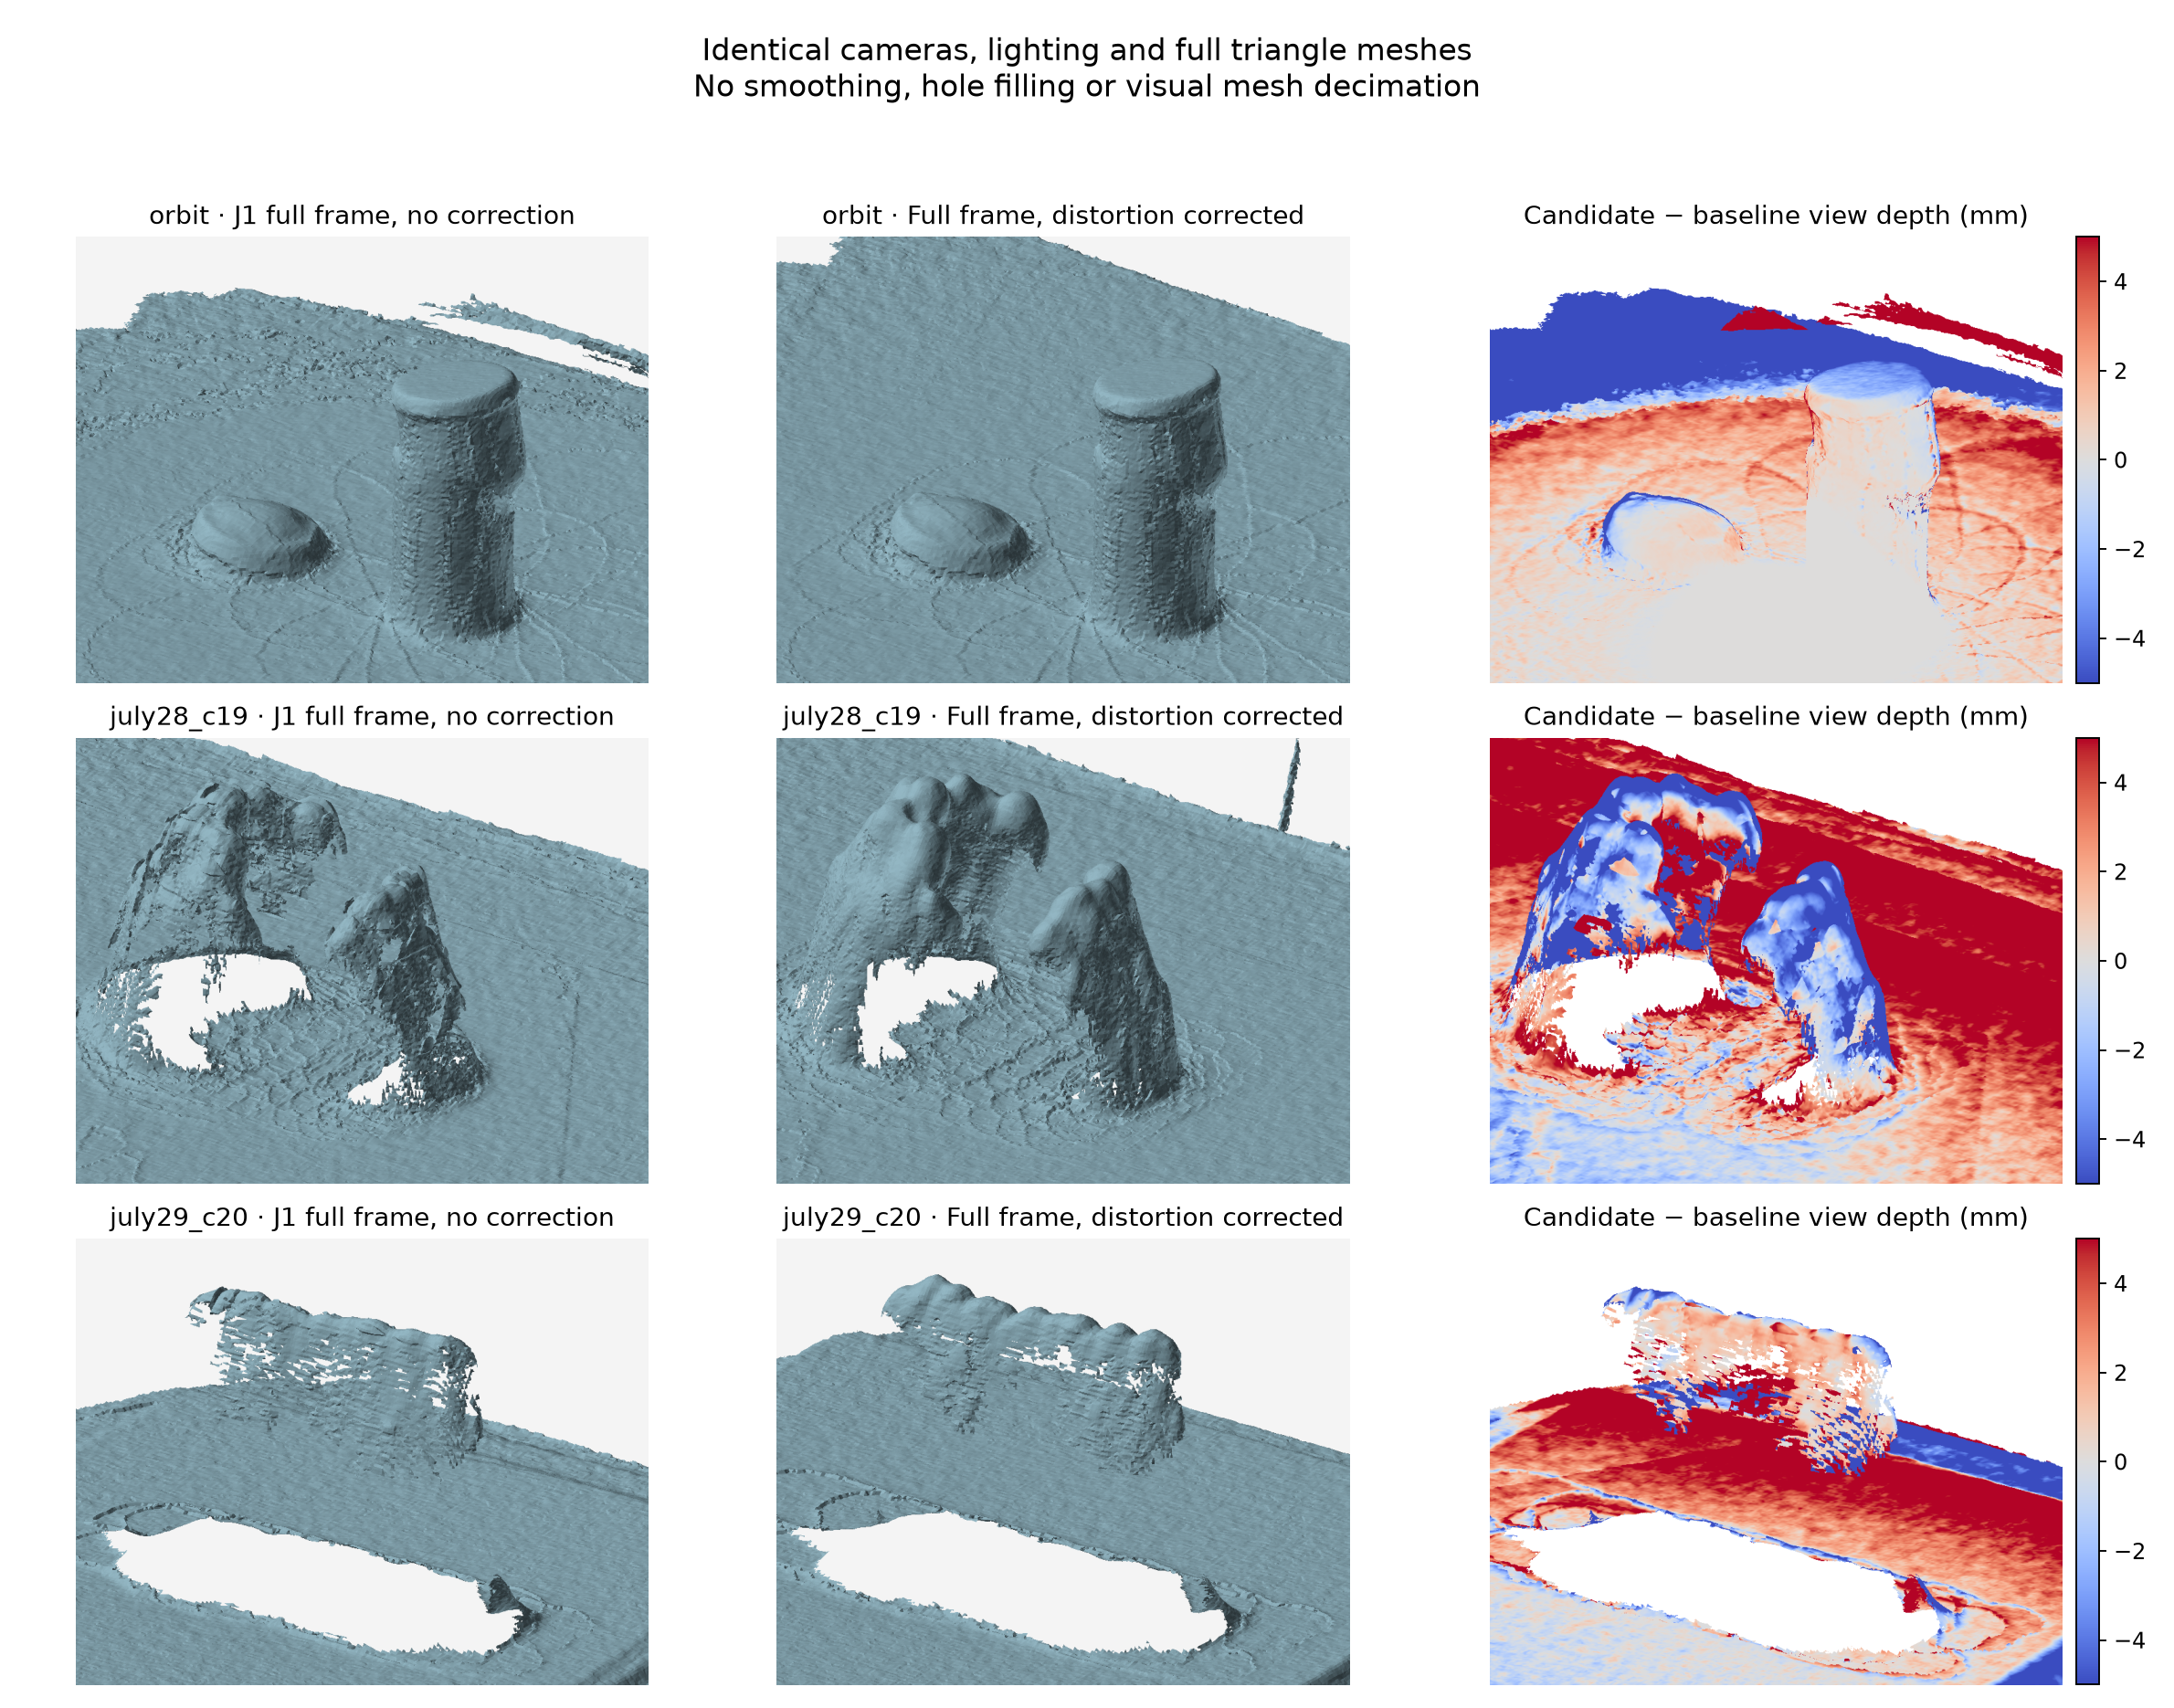 Identical cameras, lighting and full triangle meshes
No smoothing, hole filling or visual mesh decimation
orbit · J1 full frame, no correction
orbit · Full frame, distortion corrected
Candidate − baseline view depth (mm)
4
2
0
−2
−4
july28_c19 · J1 full frame, no correction
july28_c19 · Full frame, distortion corrected
Candidate − baseline view depth (mm)
4
2
0
−2
−4
july29_c20 · J1 full frame, no correction
july29_c20 · Full frame, distortion corrected
Candidate − baseline view depth (mm)
4
2
0
−2
−4